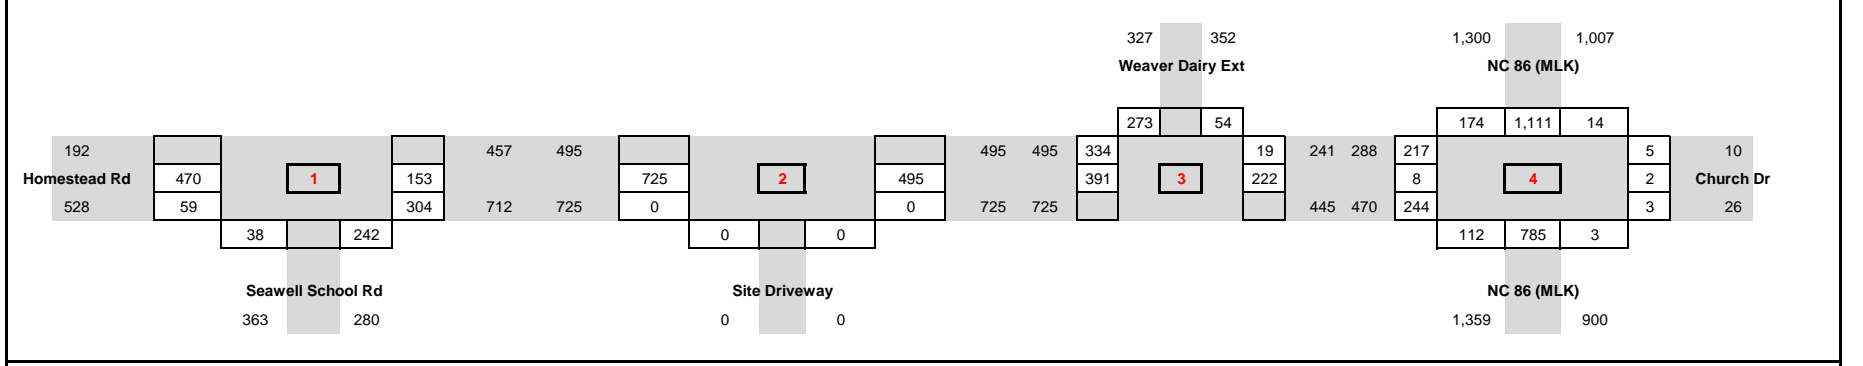 327 352 1,300 1,007
Weaver Dairy Ext NC 86 (MLK)
273 54 174 1,111 14
192 457 495 495 495 334 19 241 288 217 5 10
Homestead Rd 470 1 153 725 2 495 391 3 222 8 4 2 Church Dr
528 59 304 712 725 0 0 725 725 445 470 244 3 26
38 242 0 0 112 785 3
Seawell School Rd Site Driveway NC 86 (MLK)
363 280 0 0 1,359 900